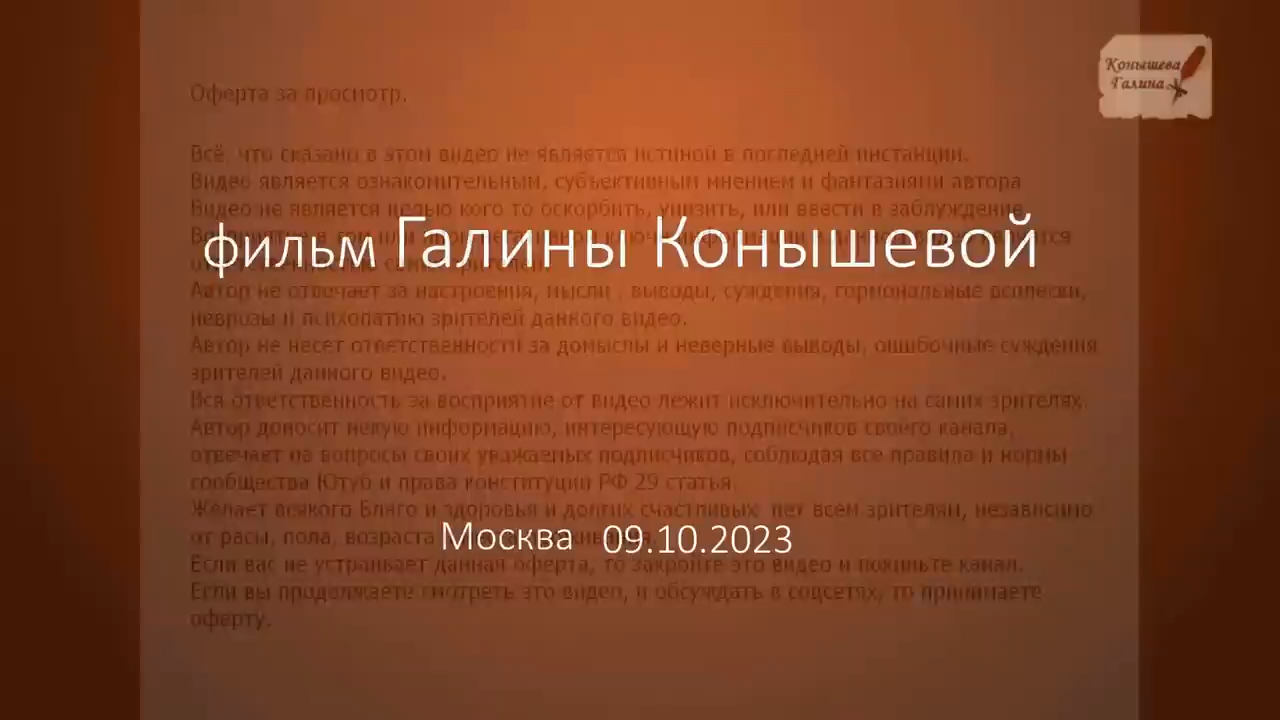 Конышева
Галина
Оферта за просмотр.
Всё, что сказано в этом видео не является истиной в последней инстанции.
Видео является ознакомительным, субъективным мнением и фантазиями автора
Видео не является целью кого то оскорбить, унизить, или ввести в заблуждение
фильм Галины Конышевой
Автор не отвечает за настроения, мысли , выводы, суждения, гормональные всплески,
неврозы и психопатию зрителей данного видео.
Автор не несет ответственности за домыслы и неверные выводы, ошибочные суждения
зрителей данного видео.
Вся ответственность за восприятие от видео лежит исключительно на самих зрителях.
Автор доносит некую информацию, интересующую подписчиков своего канала,
отвечает на вопросы своих уважаемых подписчиков, соблюдая все правила и нормы
сообщества Ютуб и права конституции РФ 29 статья.
Желает всякого Благо и здоровья и долгих счастливых лет всем зрителям, независимо
от расы, пола, возраста
Москва 09.10.2023
Если вас не устраивает данная оферта, то закройте это видео и покиньте канал.
Если вы продолжаете смотреть это видео, и обсуждать в соцсетях, то принимаете
оферту.